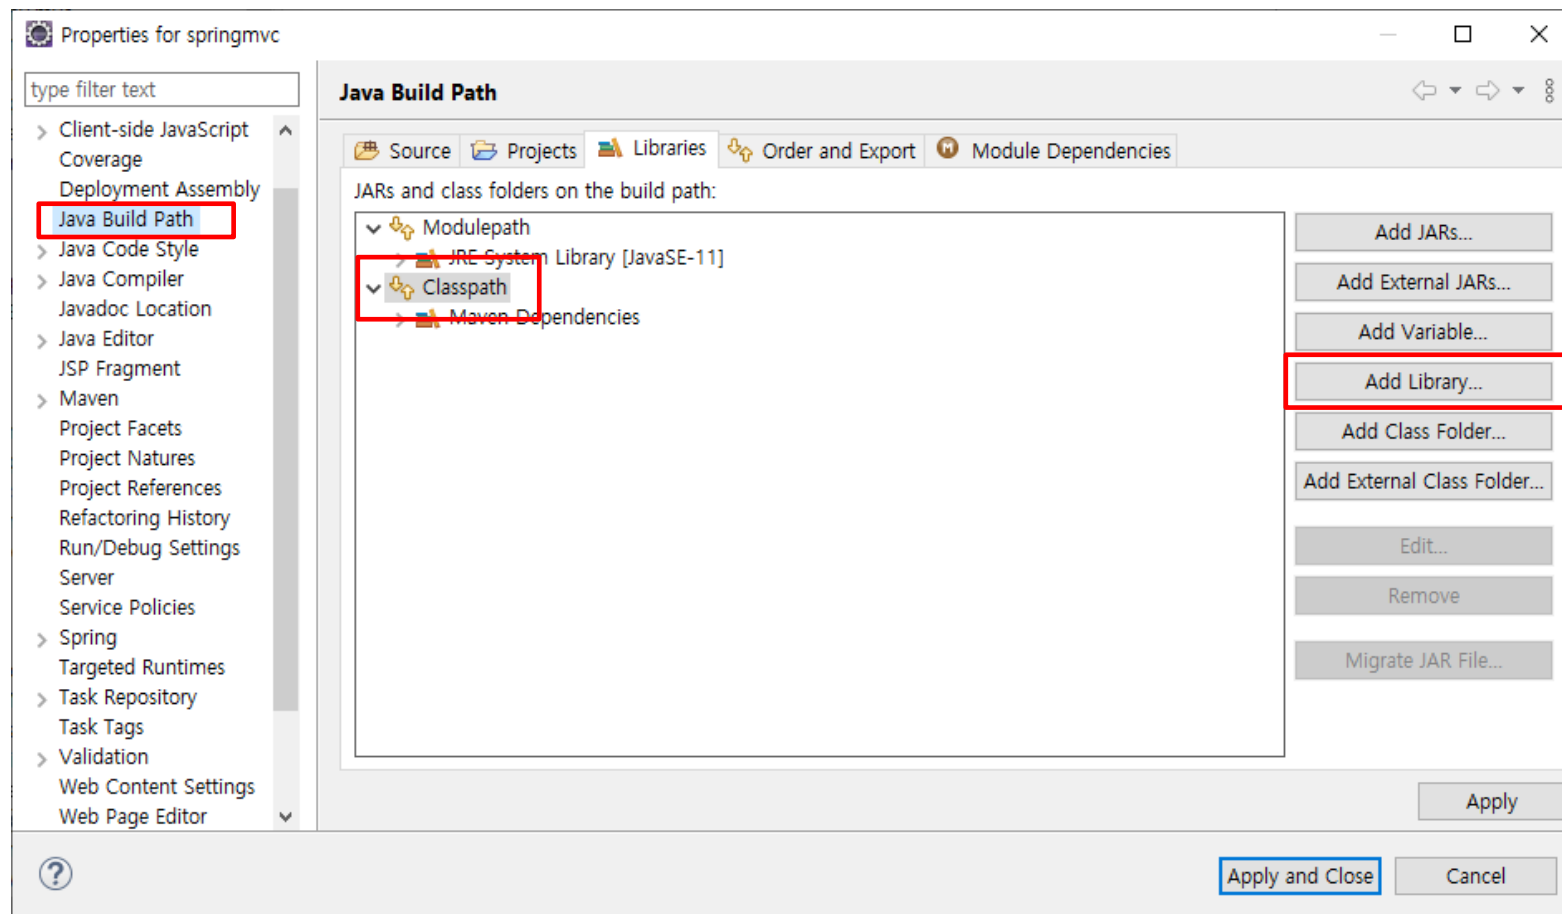 Properties for springmvc
type filter text
Client-side JavaScript
Coverage
Deployment Assembly
Java Build Path
Java Code Style
Java Compiler
Javadoc Location
Java Editor
JSP Fragment
Maven
Project Facets
Project Natures
Project References
Refactoring History
Run/Debug Settings
Server
Service Policies
Spring
Targeted Runtimes
Task Repository
Task Tags
Validation
Web Content Settings
Web Page Editor
Java Build Path
Source Projects Libraries Order and Export Module Dependencies
JARs and class folders on the build path:
Modulepath
JRE System Library [JavaSE-11]
Classpath
Maven Dependencies
Add JARs...
Add External JARs...
Add Variable...
Add Library...
Add Class Folder...
Add External Class Folder...
Edit...
Remove
Migrate JAR File...
Apply
Apply and Close Cancel